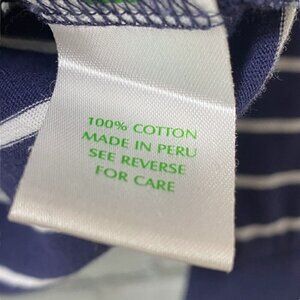 100% COTTON
MADE IN PERU
SEE REVERSE
FOR CARE